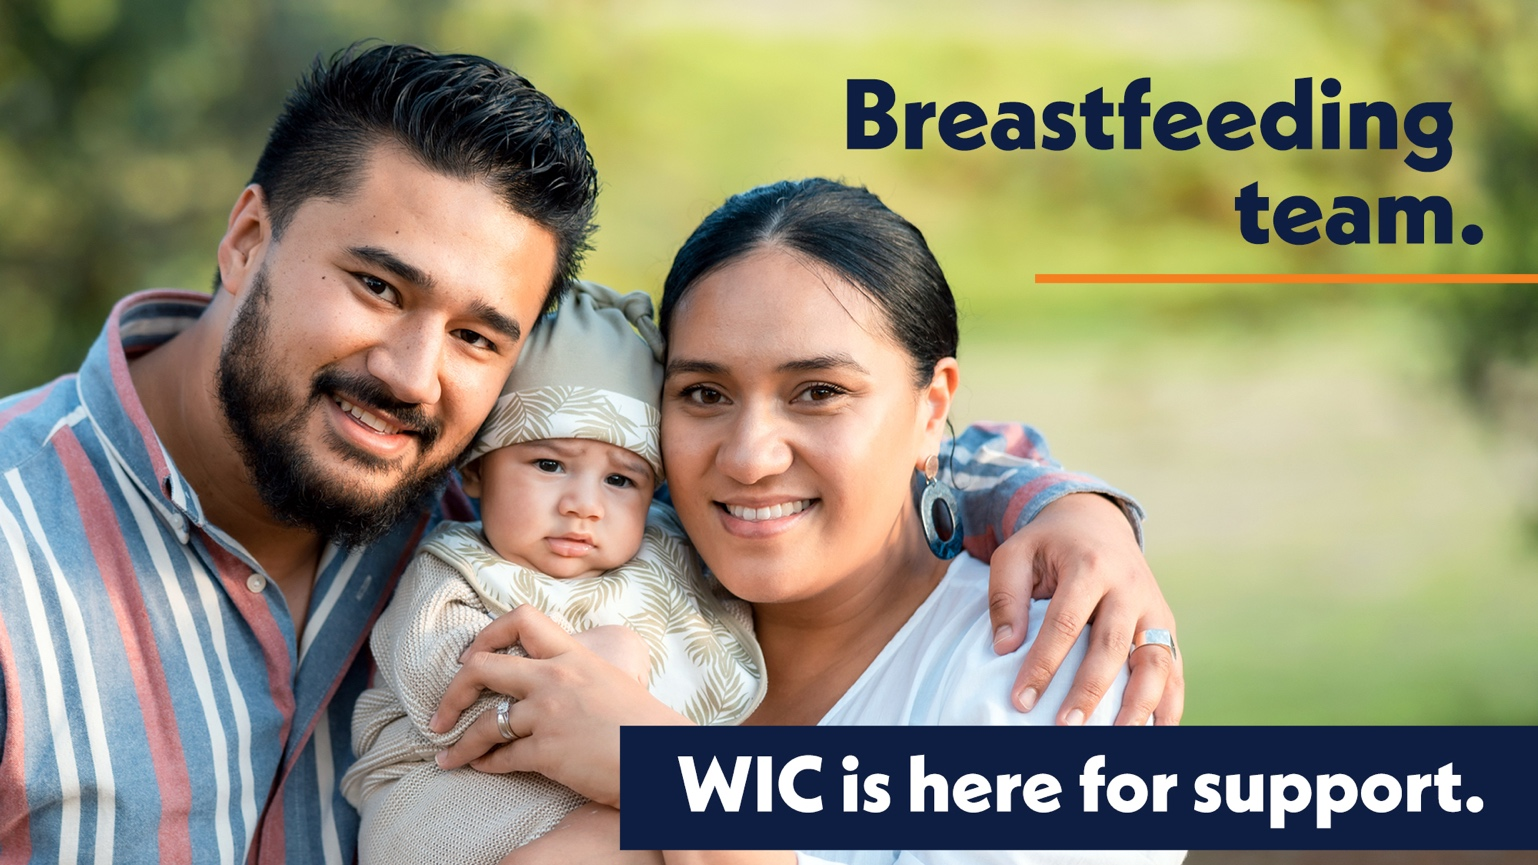 Breastfeeding
team.
WIC is here for support.